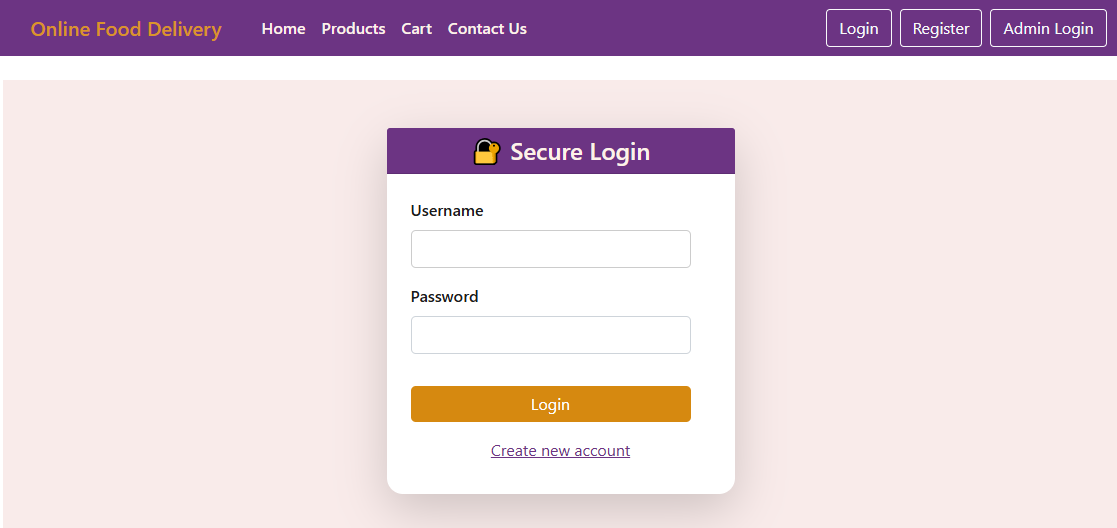 Online Food Delivery Home Products Cart Contact Us Login Register Admin Login
Secure Login
Username
Password
Login
Create new account